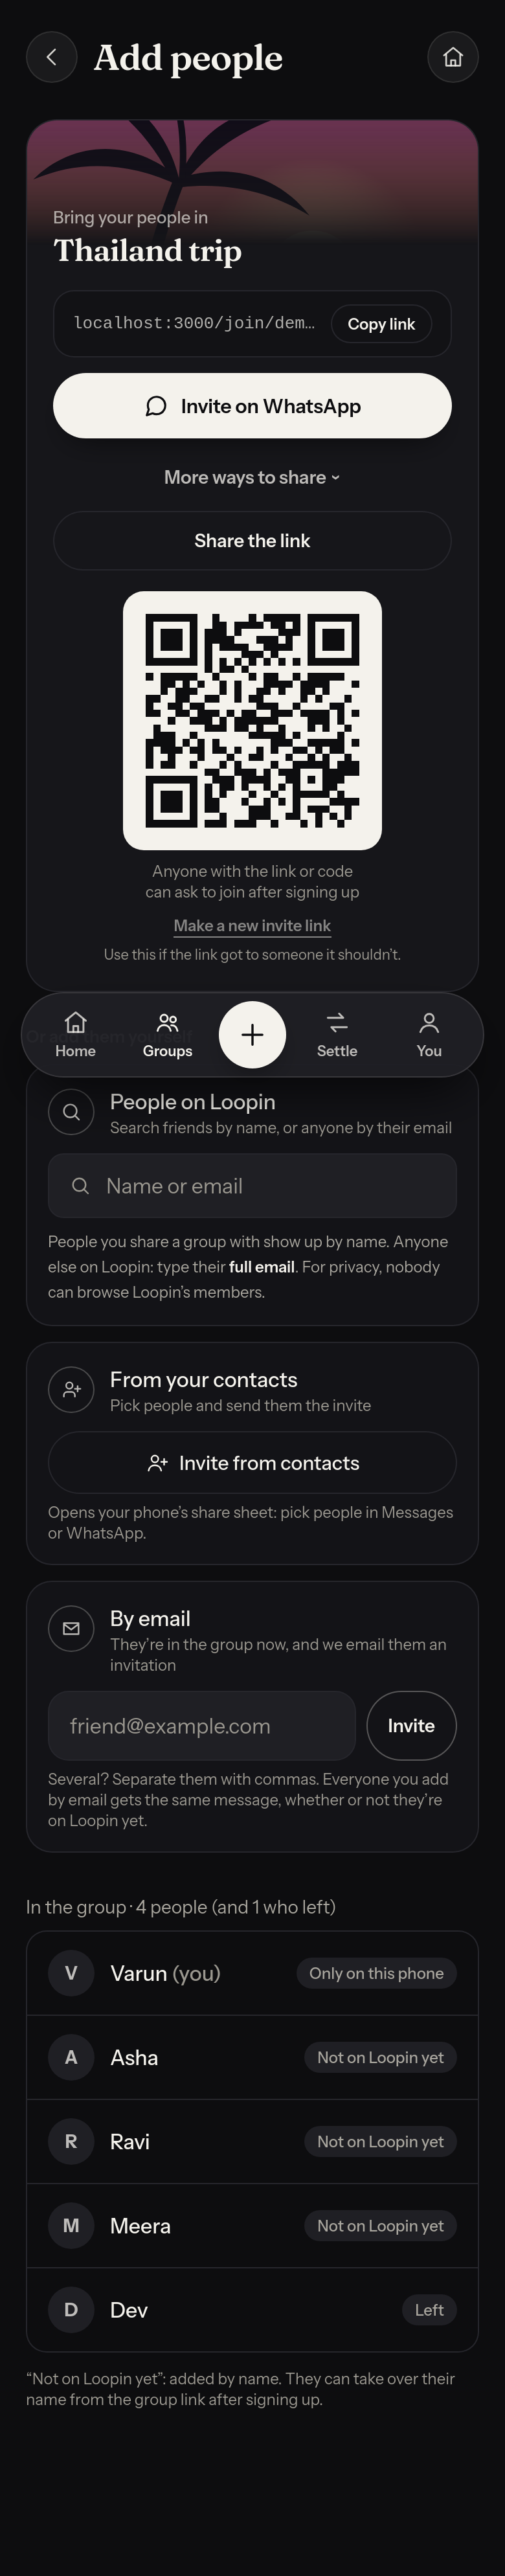 Add people
Bring your people in
Thailand trip
localhost:3000/join/dem…
Copy link
Invite on WhatsApp
More ways to share
Share the link
Anyone with the link or code
can ask to join after signing up
Make a new invite link
Use this if the link got to someone it shouldn’t.
Or add them yourself
Home
Groups
Settle
You
People on Loopin
Search friends by name, or anyone by their email
Name or email
People you share a group with show up by name. Anyone
else on Loopin: type their full email. For privacy, nobody
can browse Loopin’s members.
From your contacts
Pick people and send them the invite
Invite from contacts
Opens your phone’s share sheet: pick people in Messages
or WhatsApp.
By email
They’re in the group now, and we email them an
invitation
friend@example.com
Invite
Several? Separate them with commas. Everyone you add
by email gets the same message, whether or not they’re
on Loopin yet.
In the group · 4 people (and 1 who left)
V
Varun (you)
Only on this phone
A
Asha
Not on Loopin yet
R
Ravi
Not on Loopin yet
M
Meera
Not on Loopin yet
D
Dev
Left
“Not on Loopin yet”: added by name. They can take over their
name from the group link after signing up.